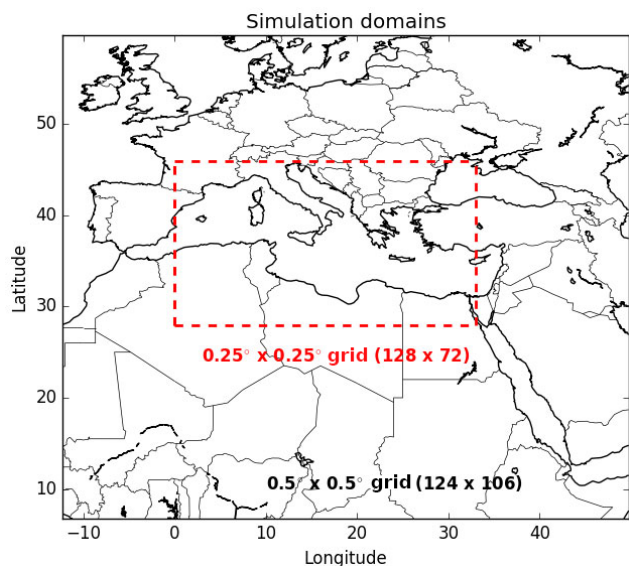 Simulation domains
50
40
30
20
10
Latitude
0.25° x 0.25° grid (128 x 72)
0.5° x 0.5° grid (124 x 106)
−10 0 10 20 30 40
Longitude